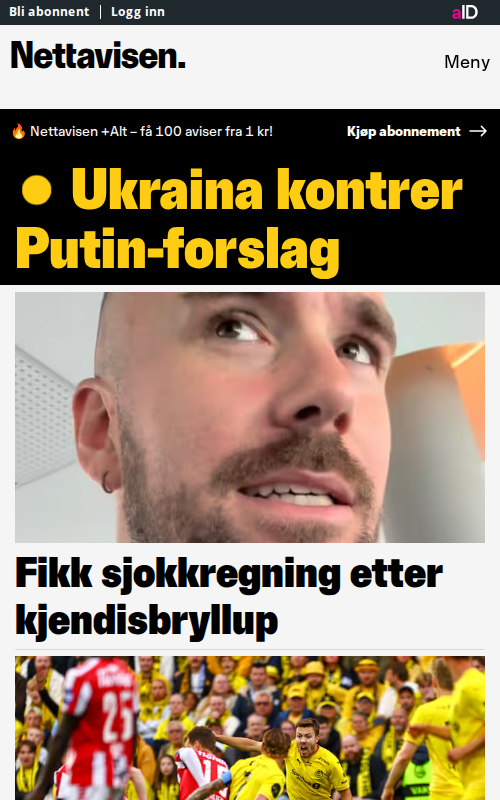 Bli abonnent | Logg inn
aID
Nettavisen.
Meny
🔥 Nettavisen +Alt – få 100 aviser fra 1 kr!
Kjøp abonnement →
Ukraina kontrer
Putin-forslag
Fikk sjokkregning etter
kjendisbryllup
25